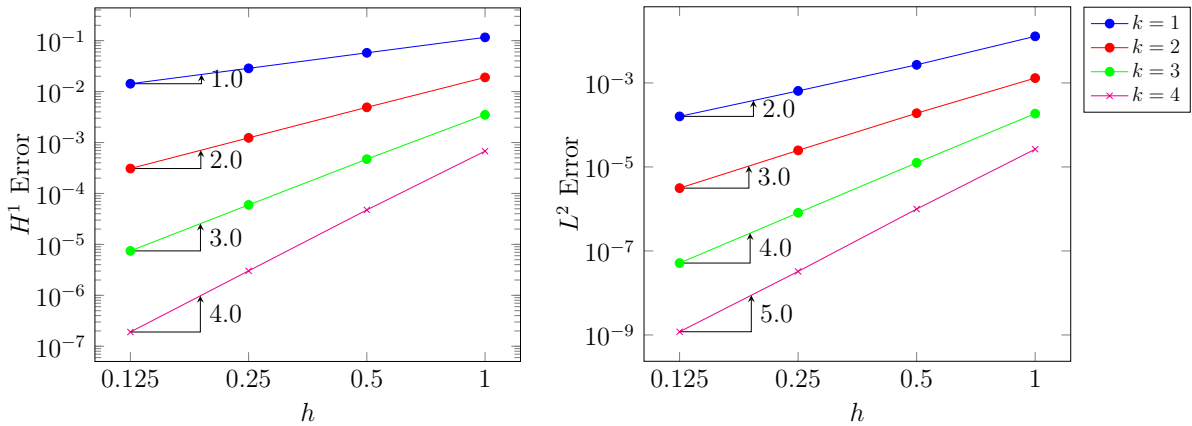 10⁻¹
10⁻²
10⁻³
10⁻⁴
10⁻⁵
10⁻⁶
10⁻⁷
H¹ Error
1.0
2.0
3.0
4.0
0.125 0.25 0.5 1
h
10⁻³
10⁻⁵
10⁻⁷
10⁻⁹
L² Error
2.0
3.0
4.0
5.0
0.125 0.25 0.5 1
h
k = 1
k = 2
k = 3
k = 4